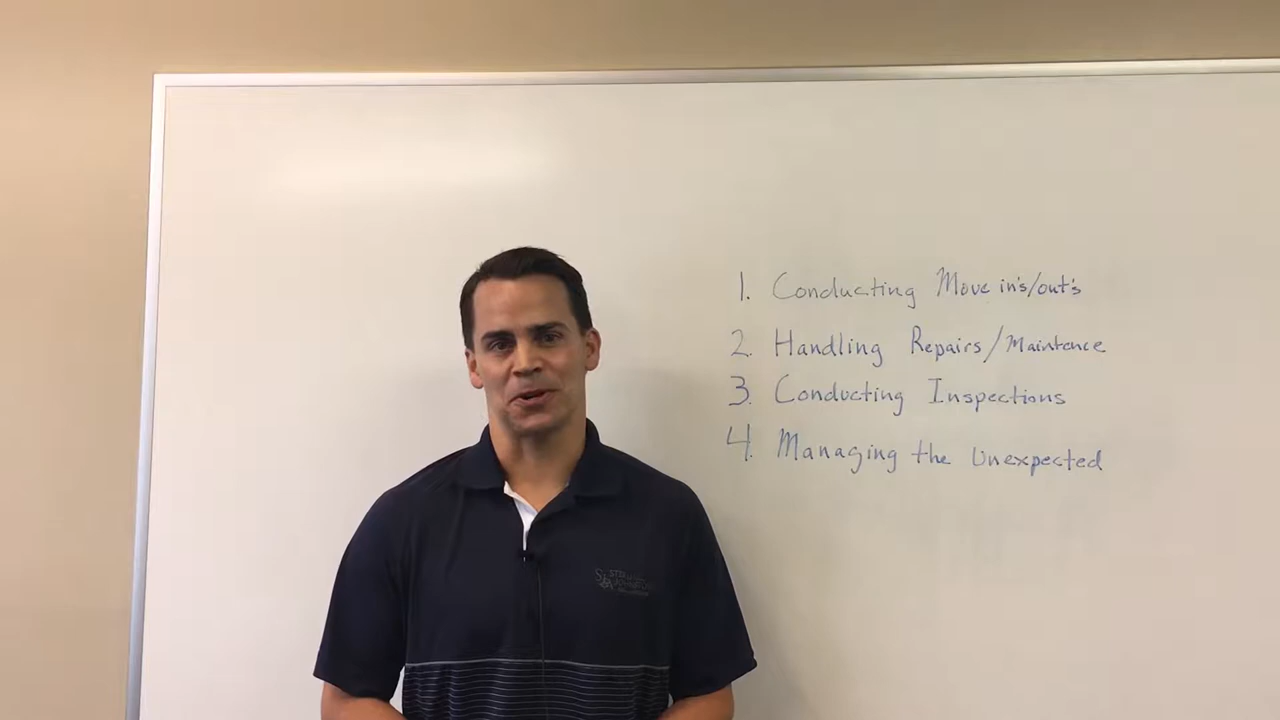 1. Conducting Move in's/out's
2. Handling Repairs/Maintence
3. Conducting Inspections
4. Managing the Unexpected